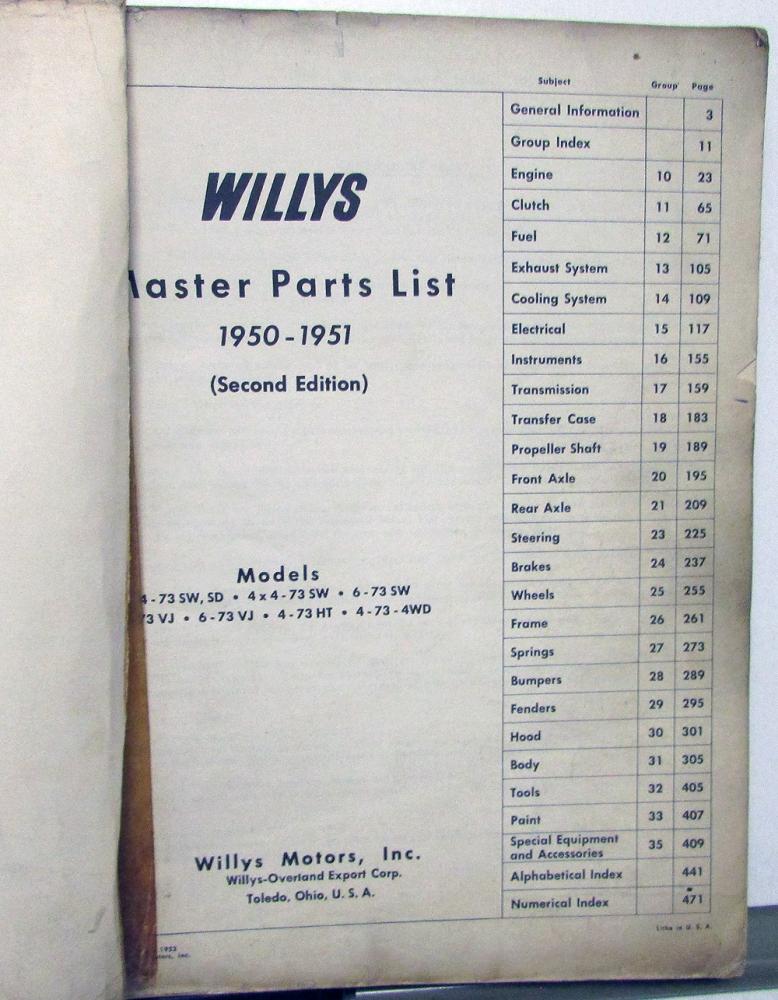 WILLYS
Master Parts List
1950-1951
(Second Edition)
Models
4-73 SW, SD • 4x4-73 SW • 6-73 SW
73 VJ • 6-73 VJ • 4-73 HT • 4-73-4WD
Willys Motors, Inc.
Willys-Overland Export Corp.
Toledo, Ohio, U. S. A.
1953
Inc.
Subject Group Page
General Information 3
Group Index 11
Engine 10 23
Clutch 11 65
Fuel 12 71
Exhaust System 13 105
Cooling System 14 109
Electrical 15 117
Instruments 16 155
Transmission 17 159
Transfer Case 18 183
Propeller Shaft 19 189
Front Axle 20 195
Rear Axle 21 209
Steering 23 225
Brakes 24 237
Wheels 25 255
Frame 26 261
Springs 27 273
Bumpers 28 289
Fenders 29 295
Hood 30 301
Body 31 305
Tools 32 405
Paint 33 407
Special Equipment
and Accessories 35 409
Alphabetical Index 441
Numerical Index 471
Litho in U. S. A.